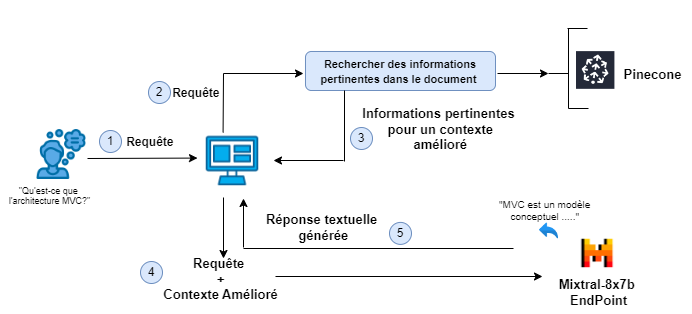 Rechercher des informations
pertinentes dans le document
Pinecone
2
Requête
Informations pertinentes
pour un contexte
amélioré
3
1
Requête
"Qu'est-ce que
l'architecture MVC?"
"MVC est un modèle
conceptuel ....."
Réponse textuelle
générée
5
4
Requête
+
Contexte Amélioré
Mixtral-8x7b
EndPoint